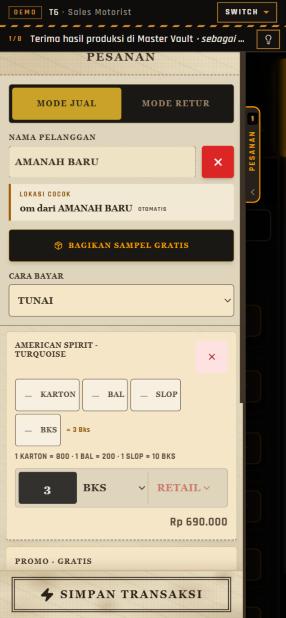 DEMO T6 · Sales Motorist SWITCH
1/8 Terima hasil produksi di Master Vault · sebagai ...
PESANAN
MODE JUAL MODE RETUR
NAMA PELANGGAN
AMANAH BARU ×
LOKASI COCOK
om dari AMANAH BARU OTOMATIS
BAGIKAN SAMPEL GRATIS
CARA BAYAR
TUNAI
AMERICAN SPIRIT -
TURQUOISE
×
— KARTON — BAL — SLOP
— BKS = 3 Bks
1 KARTON = 800 · 1 BAL = 200 · 1 SLOP = 10 BKS
3 BKS RETAIL
Rp 690.000
PROMO · GRATIS
SIMPAN TRANSAKSI
1
PESANAN